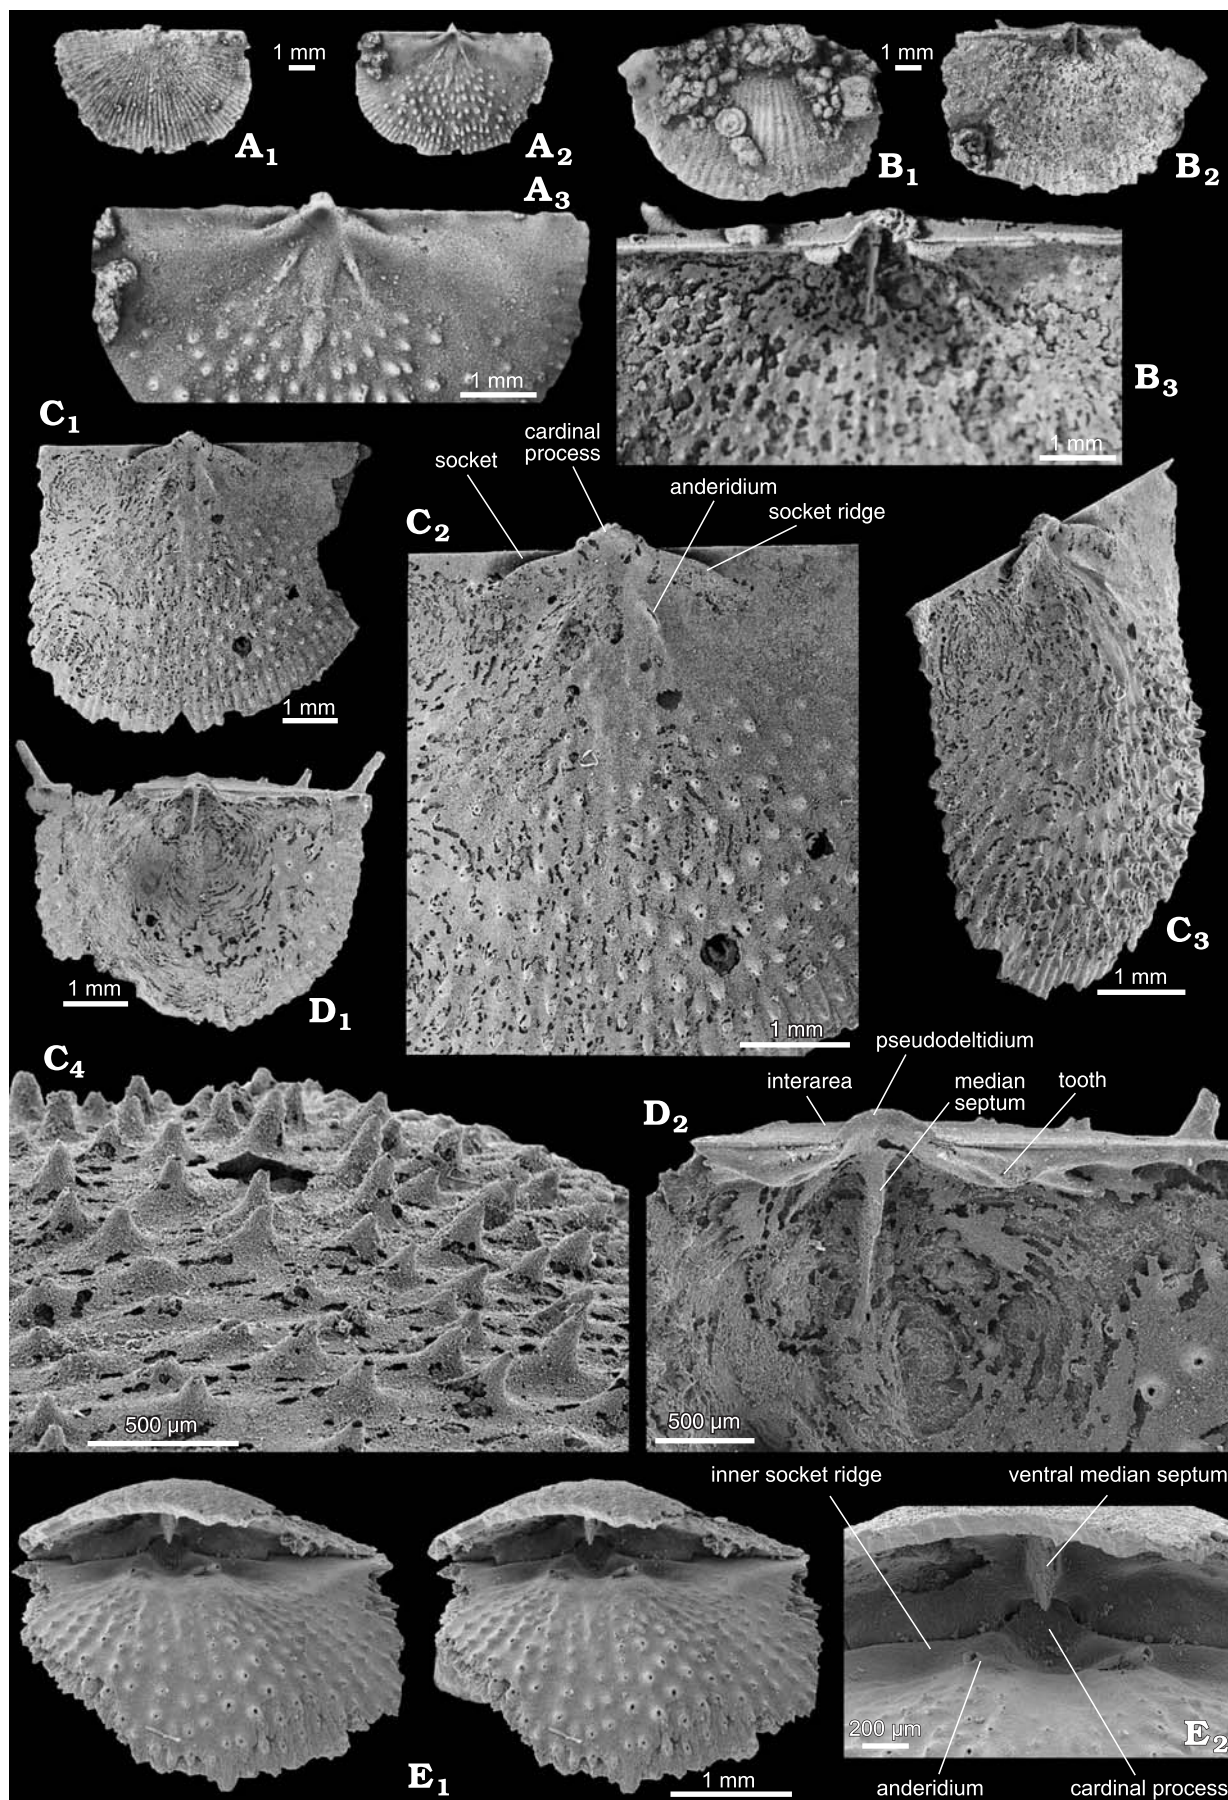 1 mm
A1
A2
1 mm
B1
B2
A3
1 mm
B3
1 mm
C1
1 mm
cardinal
process
socket
anderidium
socket ridge
C2
1 mm
C3
1 mm
1 mm
D1
C4
500 µm
pseudodeltidium
interarea
median
septum
tooth
D2
500 µm
E1
1 mm
inner socket ridge
ventral median septum
200 µm
E2
anderidium
cardinal process